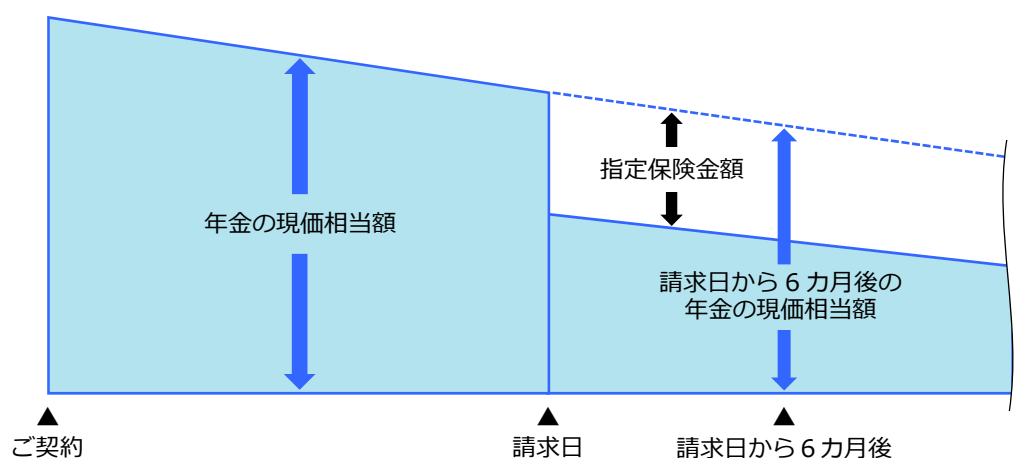 指定保険金額
年金の現価相当額
請求日から6カ月後の
年金の現価相当額
ご契約
請求日
請求日から6カ月後